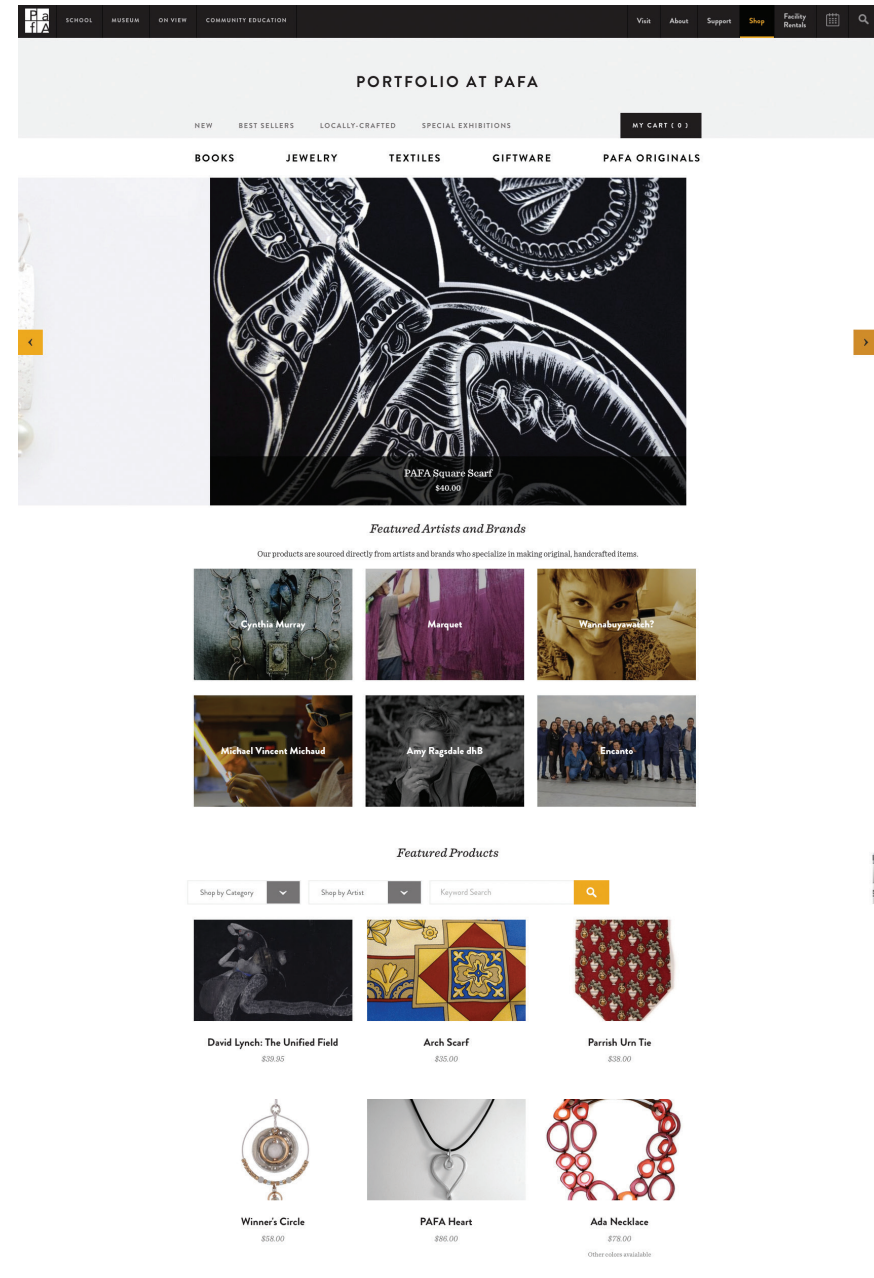 Pa
fA
SCHOOL
MUSEUM
ON VIEW
COMMUNITY EDUCATION
Visit
About
Support
Shop
Facility
Rentals
PORTFOLIO AT PAFA
NEW
BEST SELLERS
LOCALLY-CRAFTED
SPECIAL EXHIBITIONS
MY CART ( 0 )
BOOKS
JEWELRY
TEXTILES
GIFTWARE
PAFA ORIGINALS
PAFA Square Scarf
$40.00
Featured Artists and Brands
Our products are sourced directly from artists and brands who specialize in making original, handcrafted items.
Cynthia Murray
Marquet
Wannabuyawatch?
Michael Vincent Michaud
Amy Ragsdale dhB
Encanto
Featured Products
Shop by Category
Shop by Artist
Keyword Search
David Lynch: The Unified Field
$39.95
Arch Scarf
$35.00
Parrish Urn Tie
$38.00
Winner's Circle
$58.00
PAFA Heart
$86.00
Ada Necklace
$78.00
Other colors avaialable